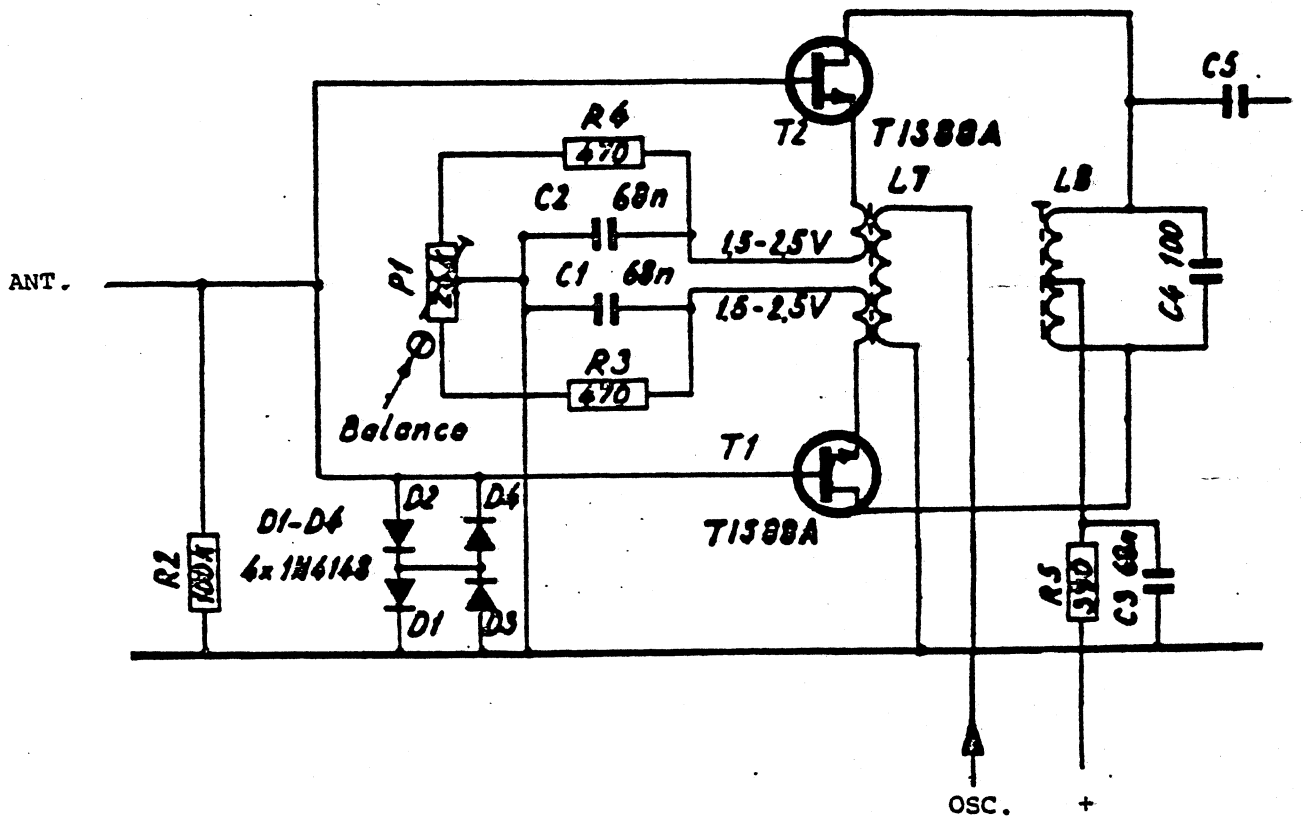 C5
R4
470
T2
TIS88A
C2
68n
L7
L8
1,5-2,5V
ANT.
P1
C1
68n
1,5-2,5V
C4 100
R3
470
Balance
T1
D2
D4
D1-D4
4x1N4148
TIS88A
R2
100k
R5
C3 68n
D1
D3
OSC.
+